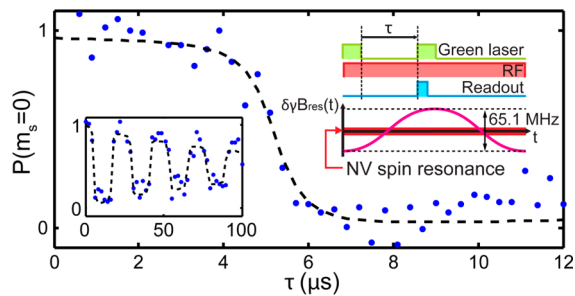 P(mₛ=0)
1
0
0
2
4
6
8
10
12
τ (μs)
1
0
0
50
100
τ
Green laser
RF
Readout
δγB_res(t)
65.1 MHz
t
NV spin resonance